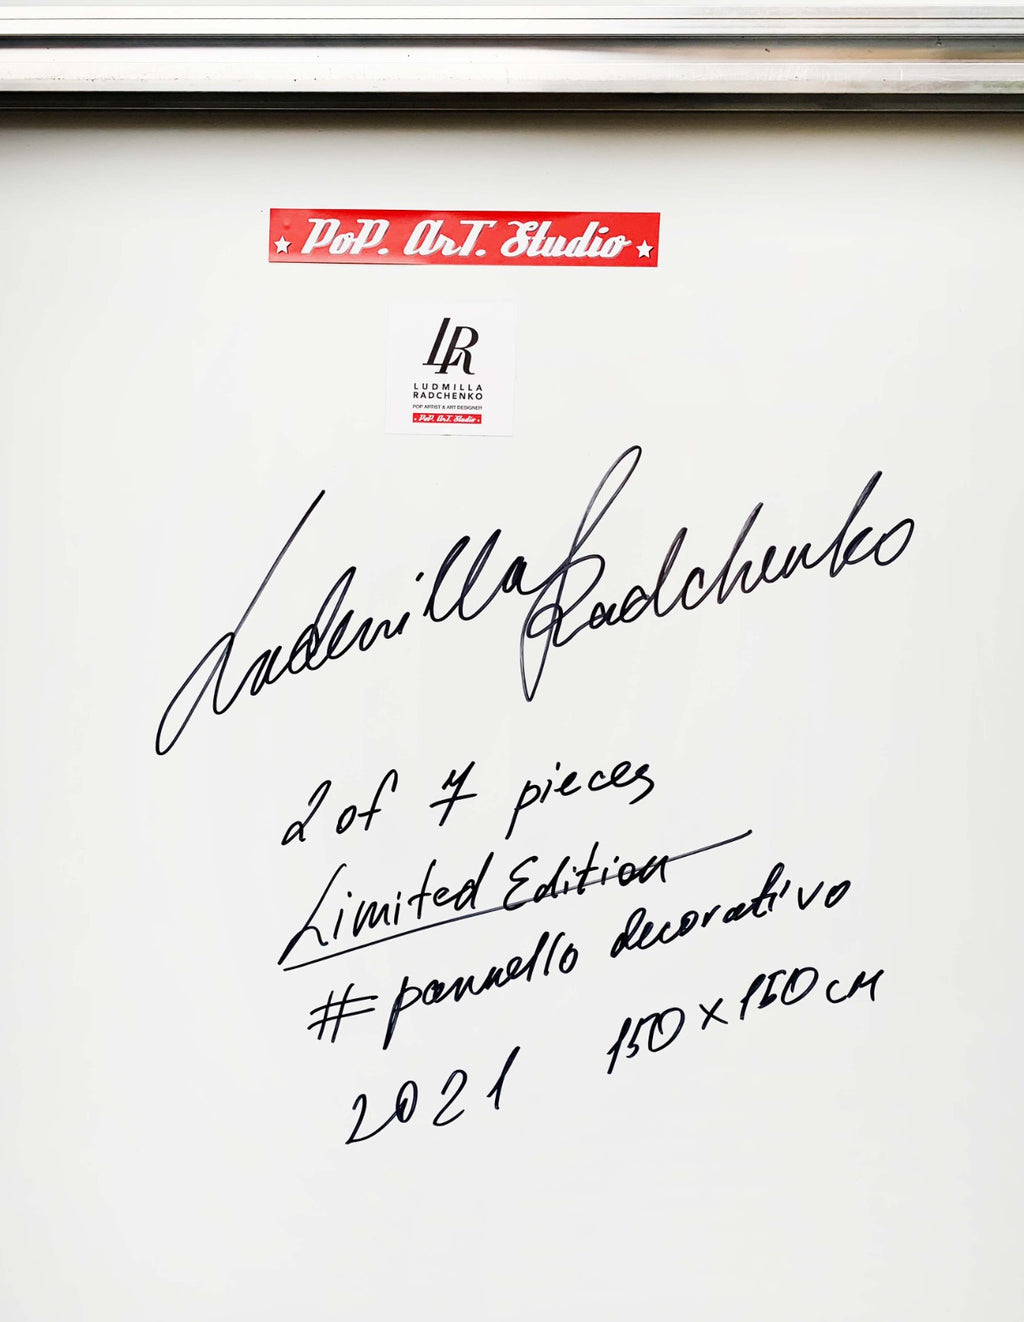 PoP. ArT. Studio
LR
LUDMILLA
RADCHENKO
POP ARTIST & ART DESIGNER
PoP. ArT. Studio
Ludmilla Radchenko
2 of 7 pieces
Limited Edition
# pannello decorativo
2021 150 x 150 cm